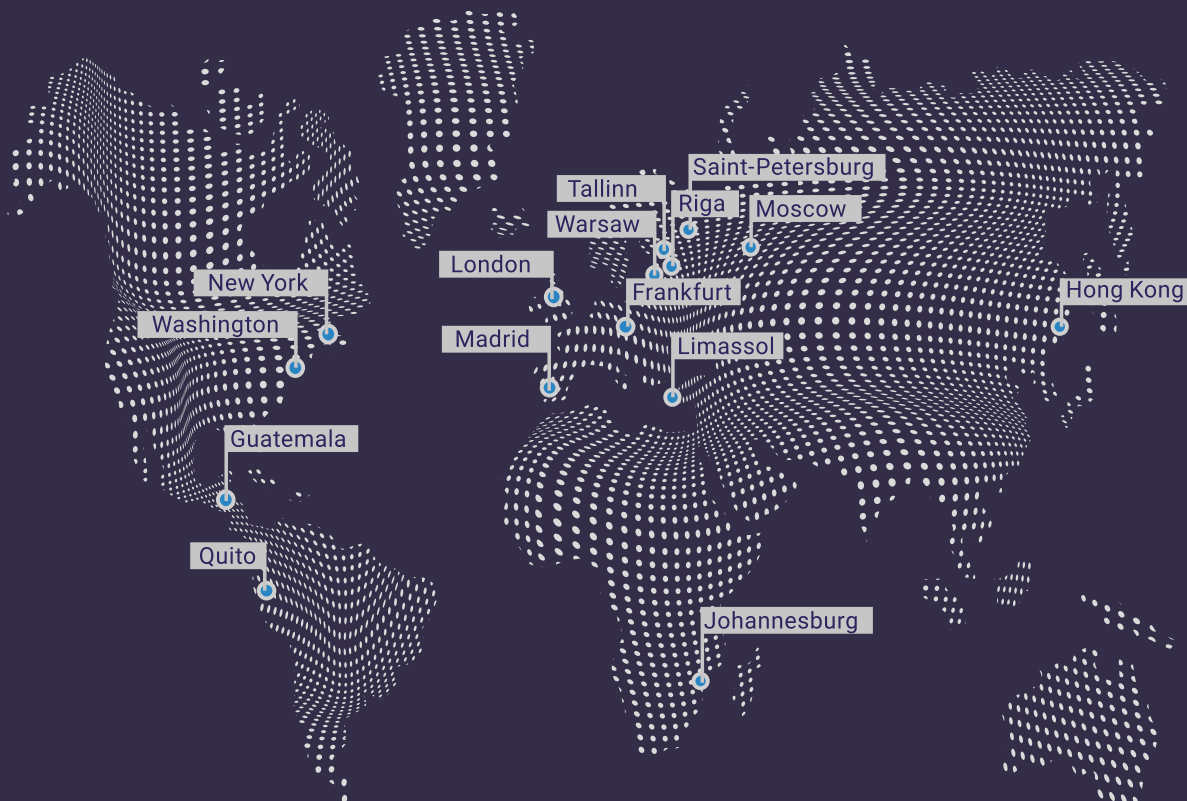 Saint-Petersburg
Tallinn
Riga
Moscow
Warsaw
London
New York
Frankfurt
Hong Kong
Washington
Madrid
Limassol
Guatemala
Quito
Johannesburg